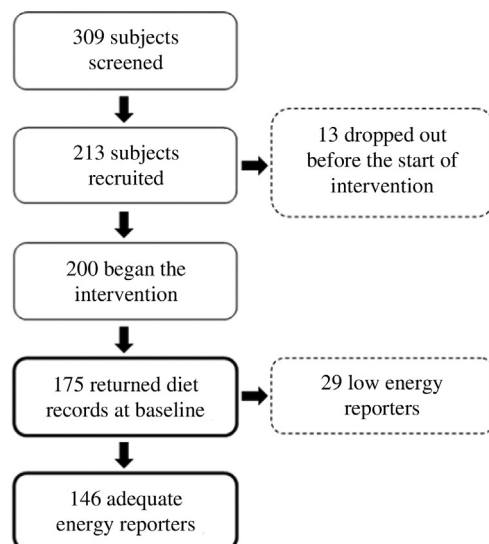 309 subjects
screened
213 subjects
recruited
13 dropped out
before the start of
intervention
200 began the
intervention
175 returned diet
records at baseline
29 low energy
reporters
146 adequate
energy reporters